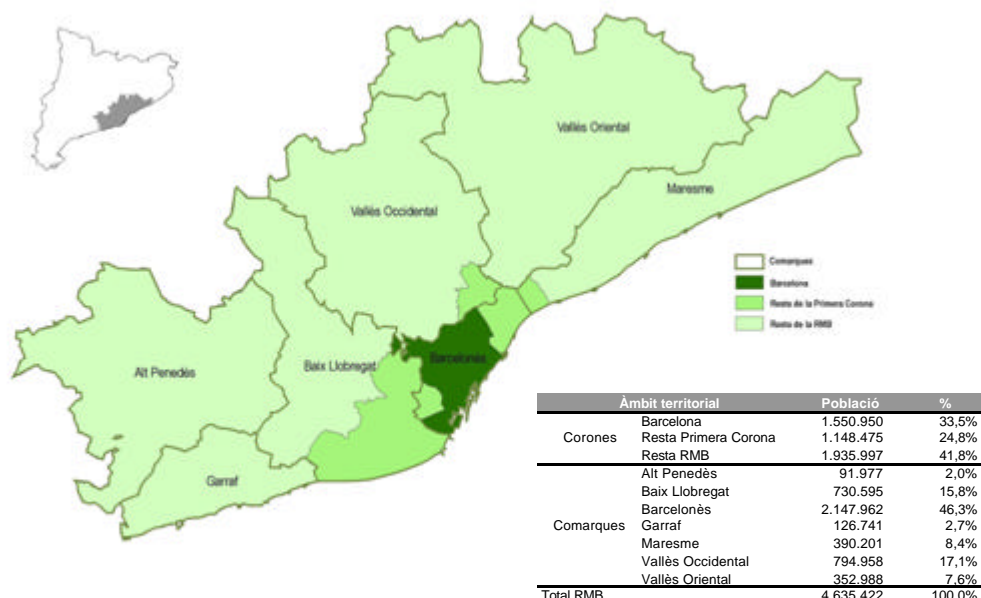 Vallès Oriental
Maresme
Vallès Occidental
Comarques
Barcelona
Resta de la Primera Corona
Resta de la RMB
Barcelonès
Baix Llobregat
Alt Penedès
Garraf
Àmbit territorial Població %
Barcelona 1.550.950 33,5%
Corones Resta Primera Corona 1.148.475 24,8%
Resta RMB 1.935.997 41,8%
Alt Penedès 91.977 2,0%
Baix Llobregat 730.595 15,8%
Barcelonès 2.147.962 46,3%
Comarques Garraf 126.741 2,7%
Maresme 390.201 8,4%
Vallès Occidental 794.958 17,1%
Vallès Oriental 352.988 7,6%
Total RMB 4.635.422 100,0%